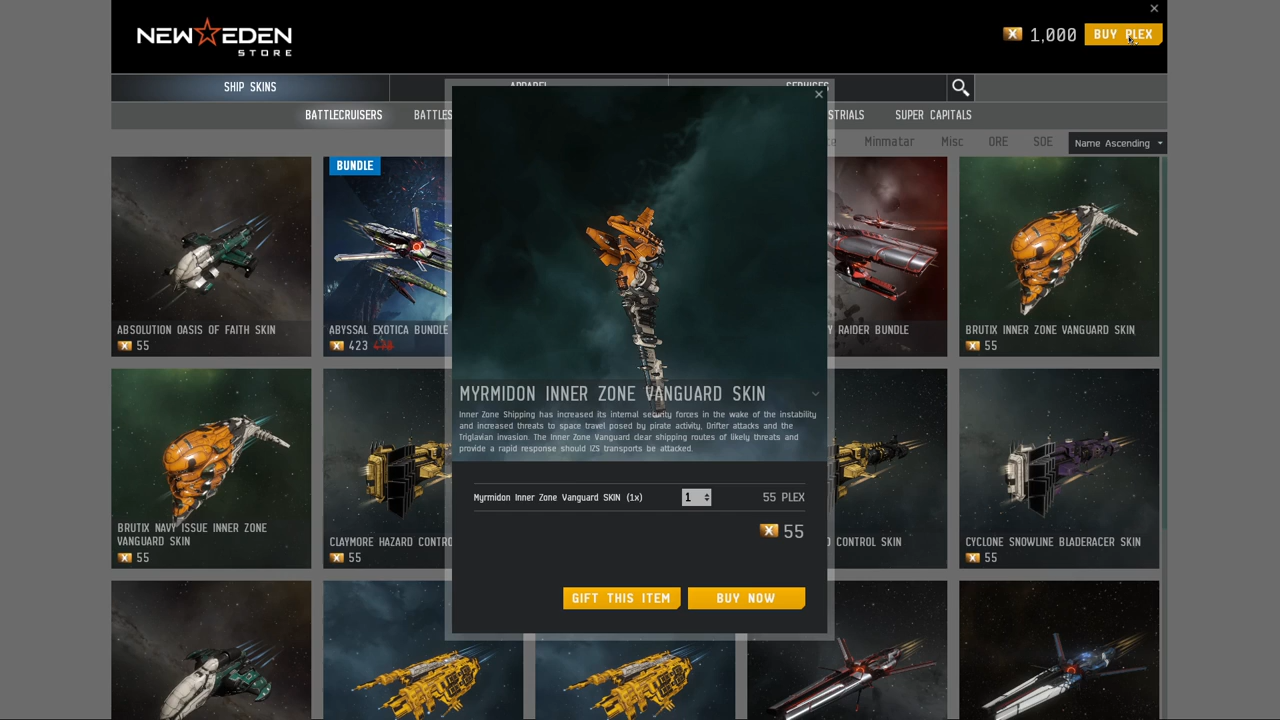 NEW EDEN
STORE
1,000
BUY PLEX
SHIP SKINS
BATTLECRUISERS
SUPER CAPITALS
Minmatar
Misc
ORE
SOE
Name Ascending
BUNDLE
ABSOLUTION OASIS OF FAITH SKIN
55
ABYSSAL EXOTICA BUNDLE
423
RAIDER BUNDLE
BRUTIX INNER ZONE VANGUARD SKIN
55
MYRMIDON INNER ZONE VANGUARD SKIN
Inner Zone Shipping has increased its internal security forces in the wake of the instability
and increased threats to space travel posed by pirate activity, Drifter attacks and the
Triglavian invasion. The Inner Zone Vanguard clear shipping routes of likely threats and
provide a rapid response should IZS transports be attacked.
Myrmidon Inner Zone Vanguard SKIN (1x)
1
55 PLEX
55
GIFT THIS ITEM
BUY NOW
BRUTIX NAVY ISSUE INNER ZONE
VANGUARD SKIN
55
CLAYMORE HAZARD
55
CONTROL SKIN
CYCLONE SNOWLINE BLADERACER SKIN
55